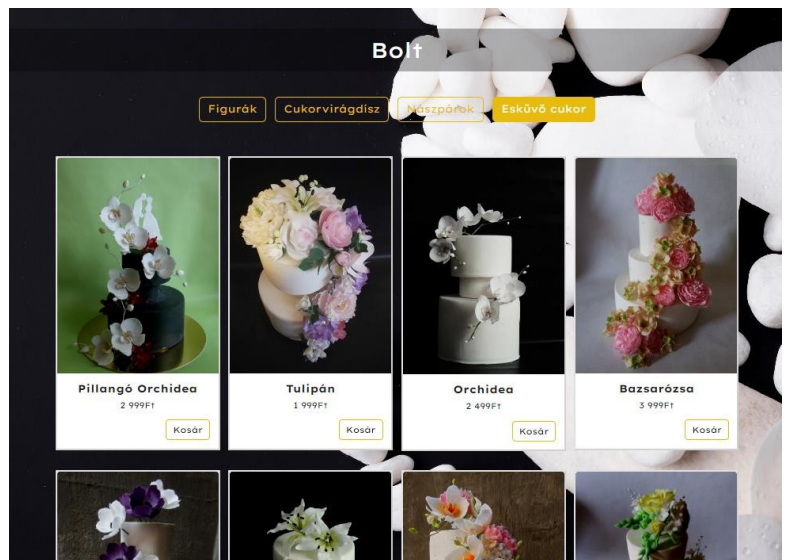 Bolt
Figurák Cukorvirágdísz Nászpárok Esküvő cukor
Pillangó Orchidea Tulipán Orchidea Bazsarózsa
2 999Ft 1 999Ft 2 499Ft 3 999Ft
Kosár Kosár Kosár Kosár